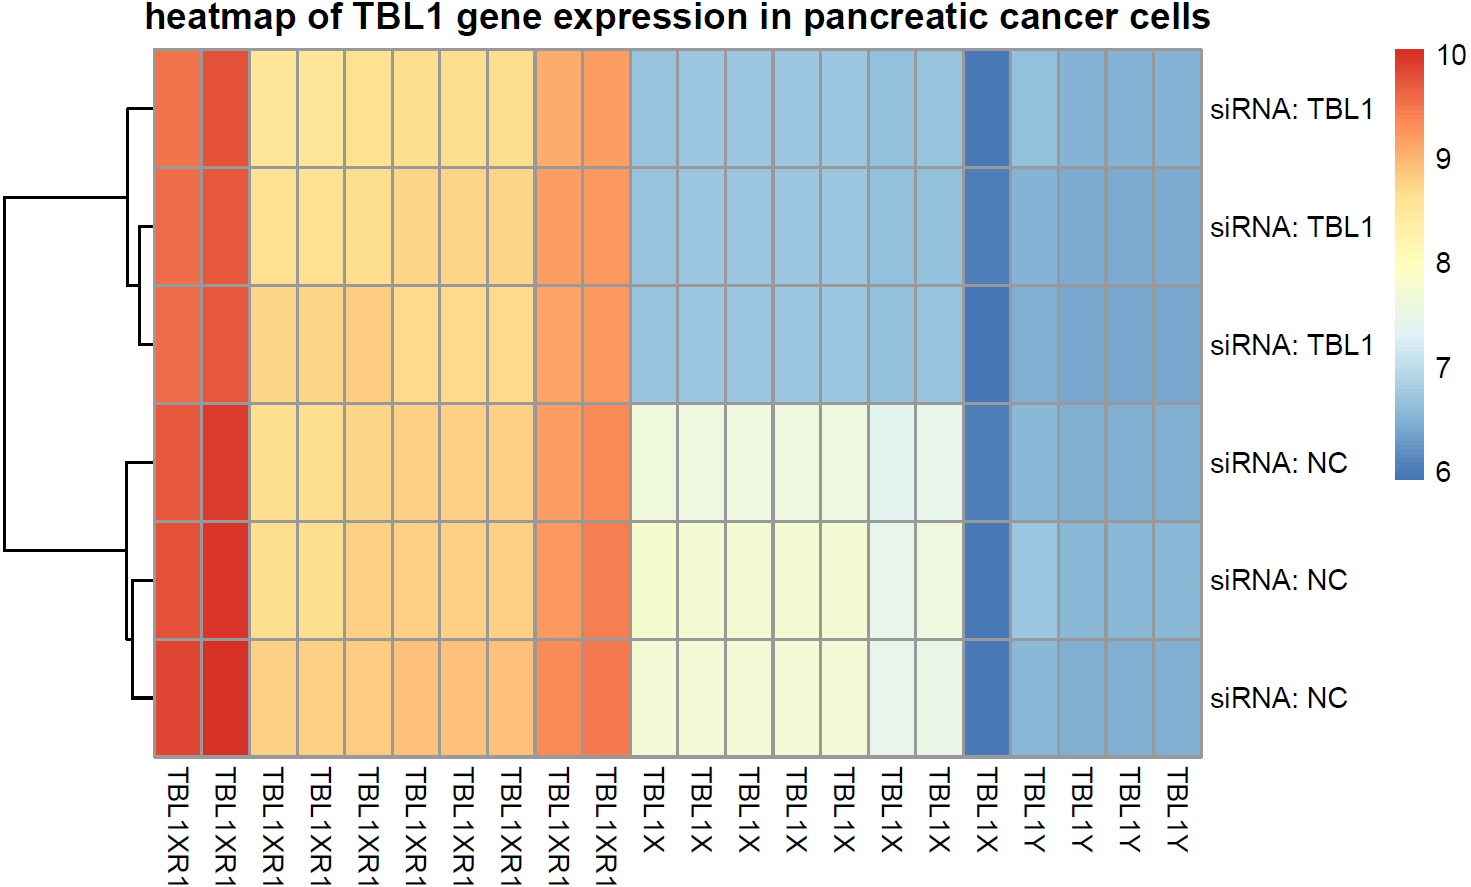 heatmap of TBL1 gene expression in pancreatic cancer cells
siRNA: TBL1
siRNA: TBL1
siRNA: TBL1
siRNA: NC
siRNA: NC
siRNA: NC
10
9
8
7
6
TBL1XR1
TBL1XR1
TBL1XR1
TBL1XR1
TBL1XR1
TBL1XR1
TBL1XR1
TBL1XR1
TBL1XR1
TBL1XR1
TBL1X
TBL1X
TBL1X
TBL1X
TBL1X
TBL1X
TBL1X
TBL1X
TBL1Y
TBL1Y
TBL1Y
TBL1Y